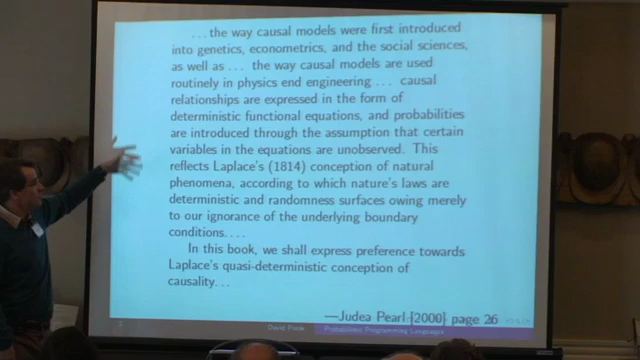 ... the way causal models were first introduced
into genetics, econometrics, and the social sciences,
as well as ... the way causal models are used
routinely in physics end engineering ... causal
relationships are expressed in the form of
deterministic functional equations, and probabilities
are introduced through the assumption that certain
variables in the equations are unobserved. This
reflects Laplace's (1814) conception of natural
phenomena, according to which nature's laws are
deterministic and randomness surfaces owing merely
to our ignorance of the underlying boundary
conditions....
In this book, we shall express preference towards
Laplace's quasi-deterministic conception of
causality...
—Judea Pearl [2000] page 26
David Poole Probabilistic Programming Languages